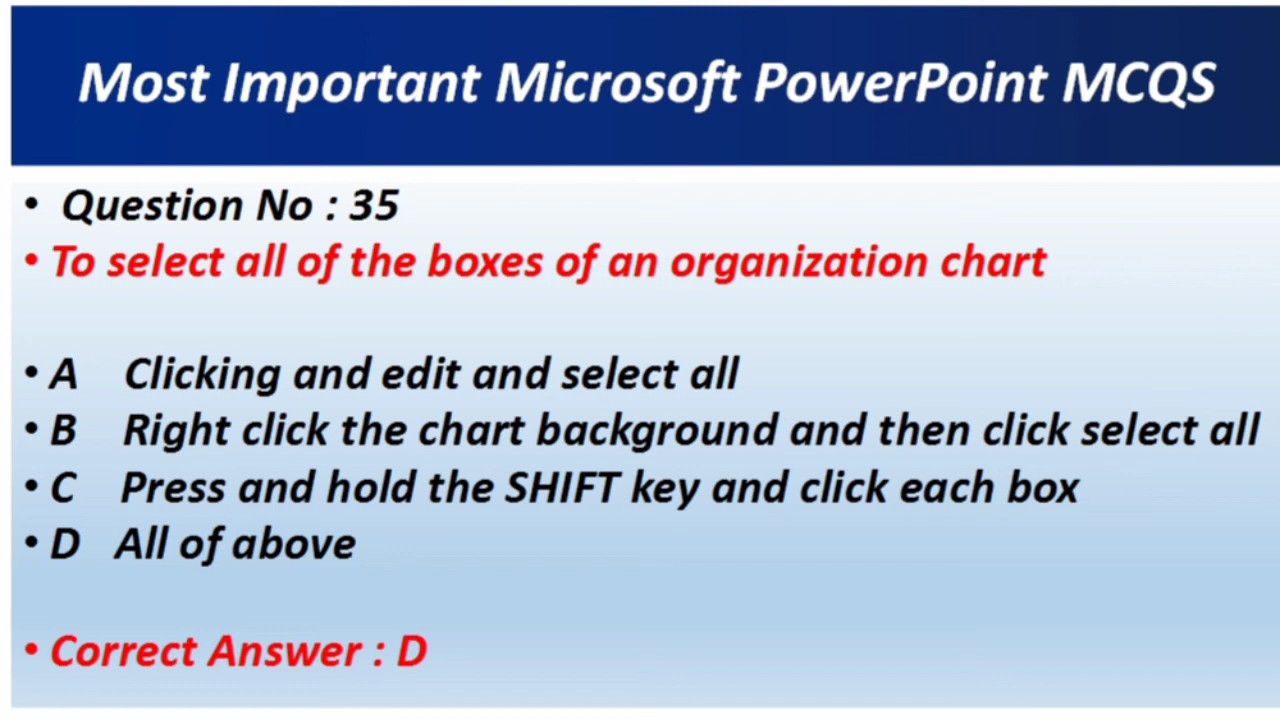 Most Important Microsoft PowerPoint MCQS
• Question No : 35
• To select all of the boxes of an organization chart
• A Clicking and edit and select all
• B Right click the chart background and then click select all
• C Press and hold the SHIFT key and click each box
• D All of above
• Correct Answer : D